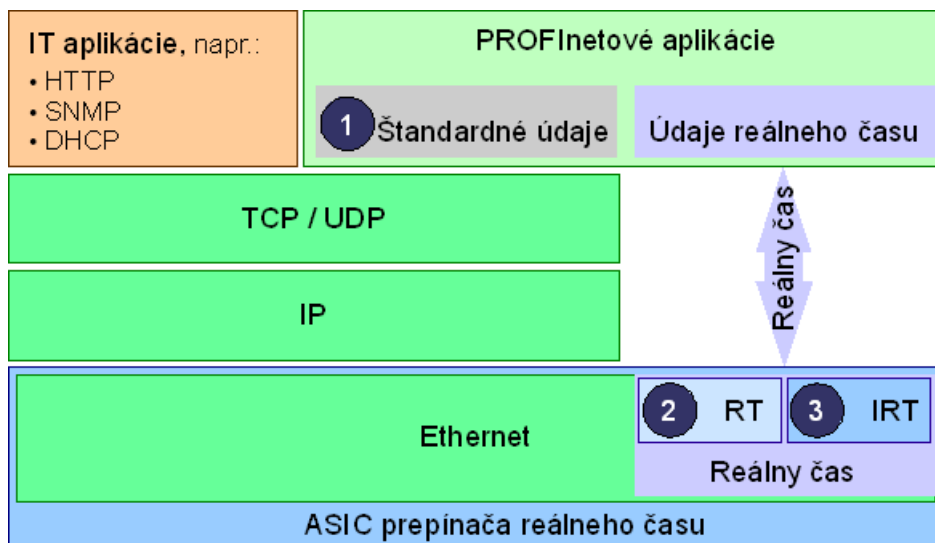 IT aplikácie, napr.:
• HTTP
• SNMP
• DHCP
PROFInetové aplikácie
1 Štandardné údaje
Údaje reálneho času
TCP / UDP
Reálny čas
IP
Ethernet
2 RT
3 IRT
Reálny čas
ASIC prepínača reálneho času